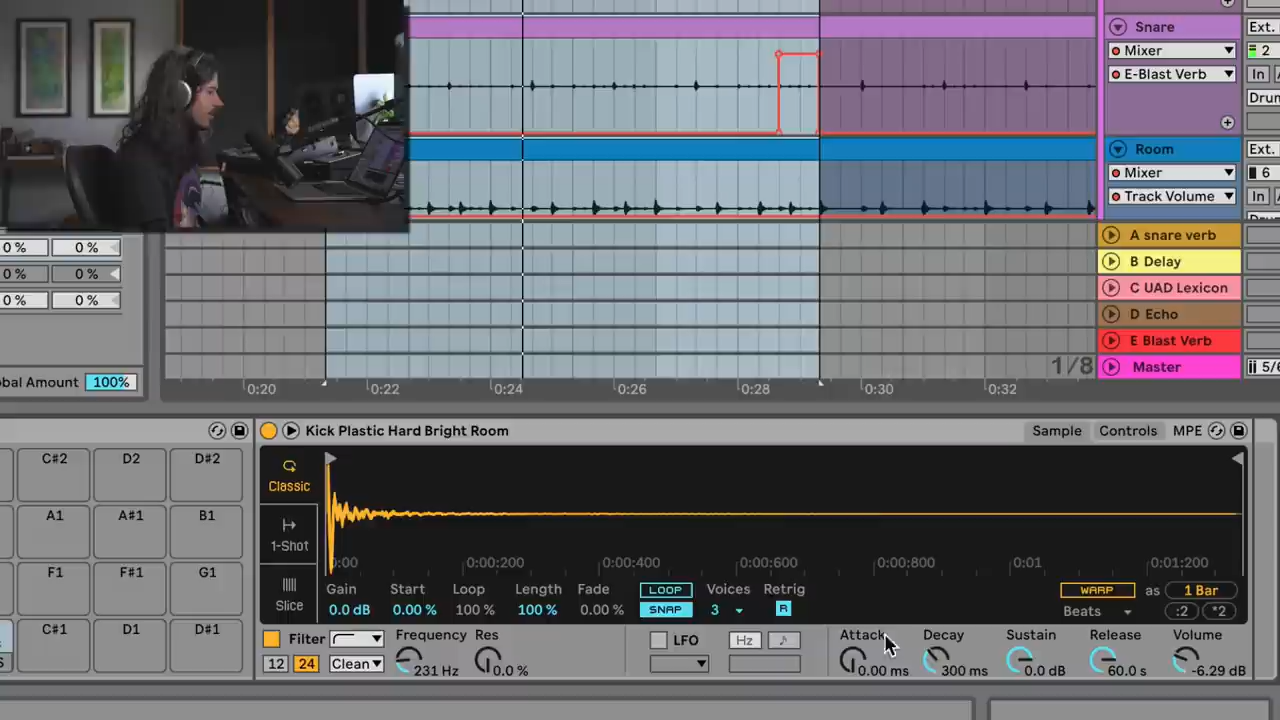 Snare
Ext.
Mixer
2
E-Blast Verb
In
Drum
Room
Ext.
Mixer
6
Track Volume
In
A snare verb
B Delay
C UAD Lexicon
D Echo
E Blast Verb
1/8
Master
5/6
0 %
0 %
0 %
0 %
0 %
0 %
obal Amount
100%
0:20
0:22
0:24
0:26
0:28
0:30
0:32
Kick Plastic Hard Bright Room
Sample
Controls
MPE
C#2
D2
D#2
A1
A#1
B1
F1
F#1
G1
C#1
D1
D#1
S
Classic
1-Shot
Slice
0:00
0:00:200
0:00:400
0:00:600
0:00:800
0:01
0:01:200
Gain
Start
Loop
Length
Fade
LOOP
Voices
Retrig
WARP
as
1 Bar
0.0 dB
0.00 %
100 %
100 %
0.00 %
SNAP
3
R
Beats
:2
*2
Filter
Frequency
Res
LFO
Hz
Attack
Decay
Sustain
Release
Volume
12
24
Clean
231 Hz
0.0 %
0.00 ms
300 ms
0.0 dB
60.0 s
-6.29 dB